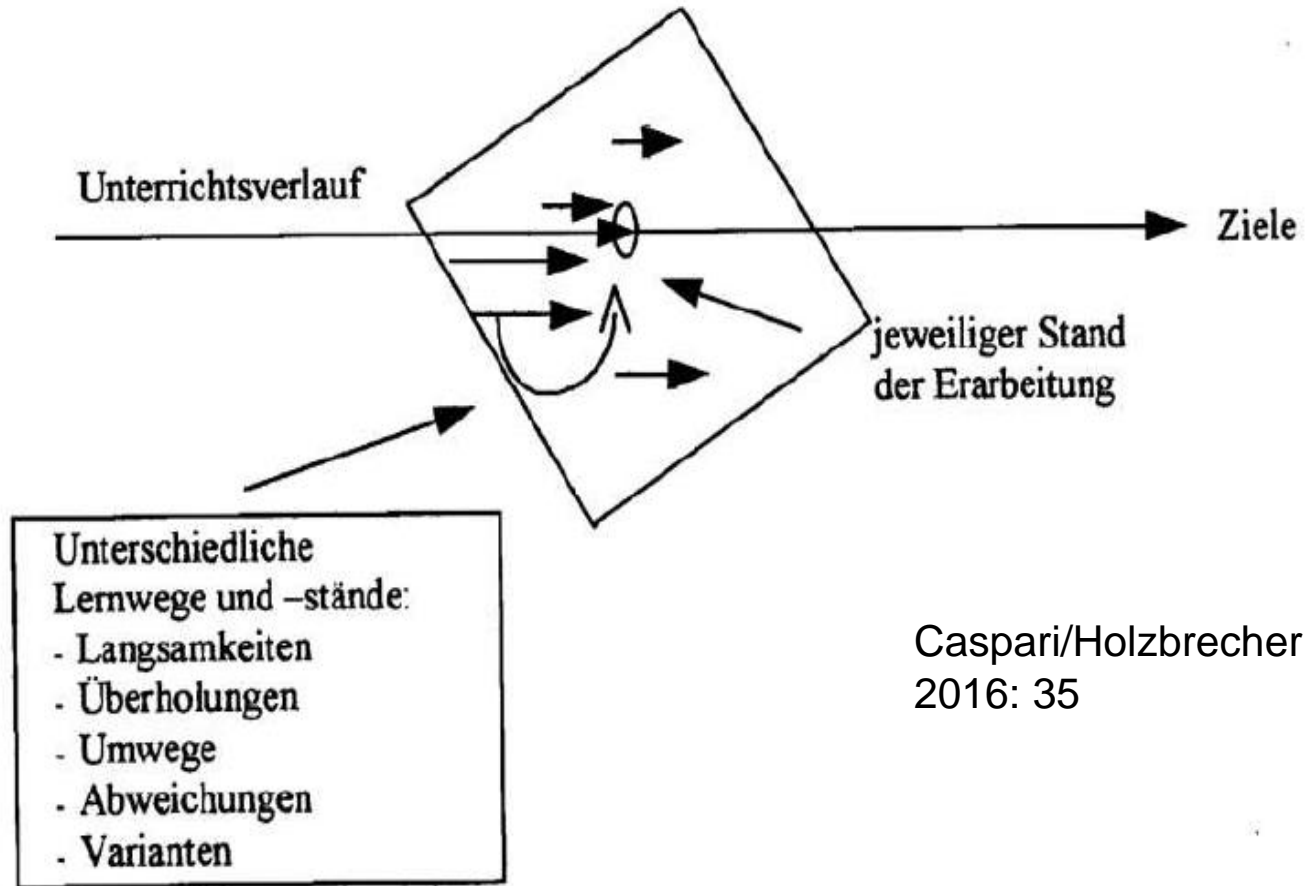 Unterrichtsverlauf
Ziele
jeweiliger Stand
der Erarbeitung
Unterschiedliche
Lernwege und –stände:
- Langsamkeiten
- Überholungen
- Umwege
- Abweichungen
- Varianten
Caspari/Holzbrecher
2016: 35